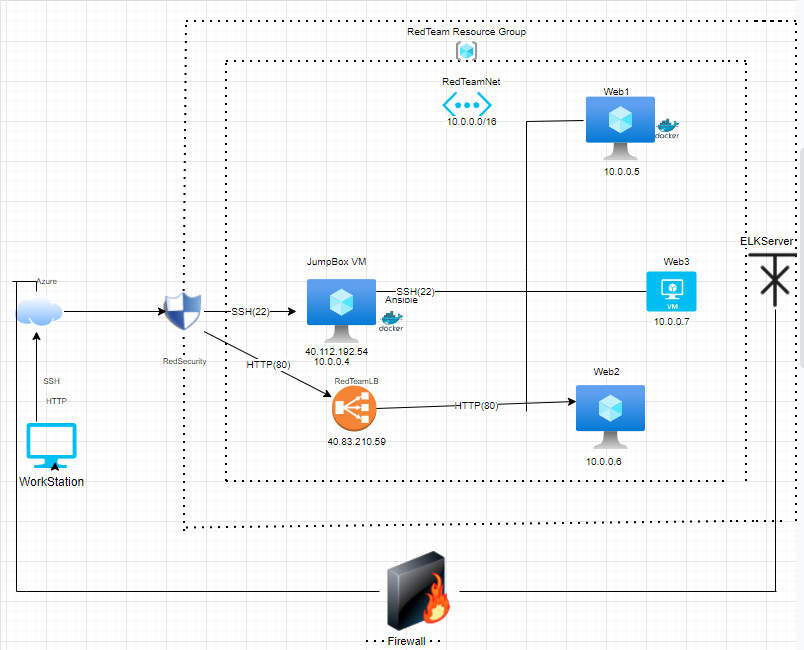 RedTeam Resource Group
RedTeamNet
10.0.0.0/16
Web1
docker
10.0.0.5
ELKServer
JumpBox VM
Web3
Azure
SSH(22)
Ansible
VM
SSH(22)
docker
10.0.0.7
40.112.192.54
10.0.0.4
RedSecurity
HTTP(80)
Web2
SSH
RedTeamLB
HTTP
HTTP(80)
40.83.210.59
10.0.0.6
WorkStation
Firewall